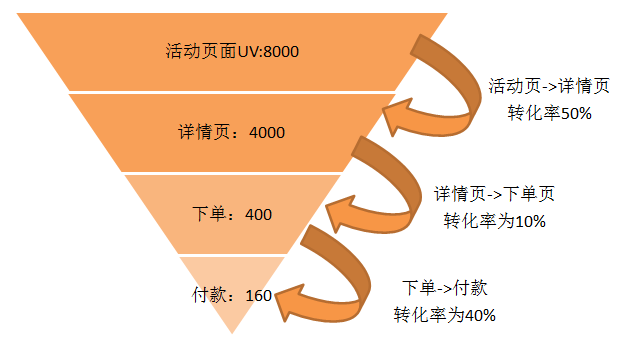 活动页面UV:8000
活动页->详情页
转化率50%
详情页：4000
详情页->下单页
转化率为10%
下单：400
下单->付款
转化率为40%
付款：160